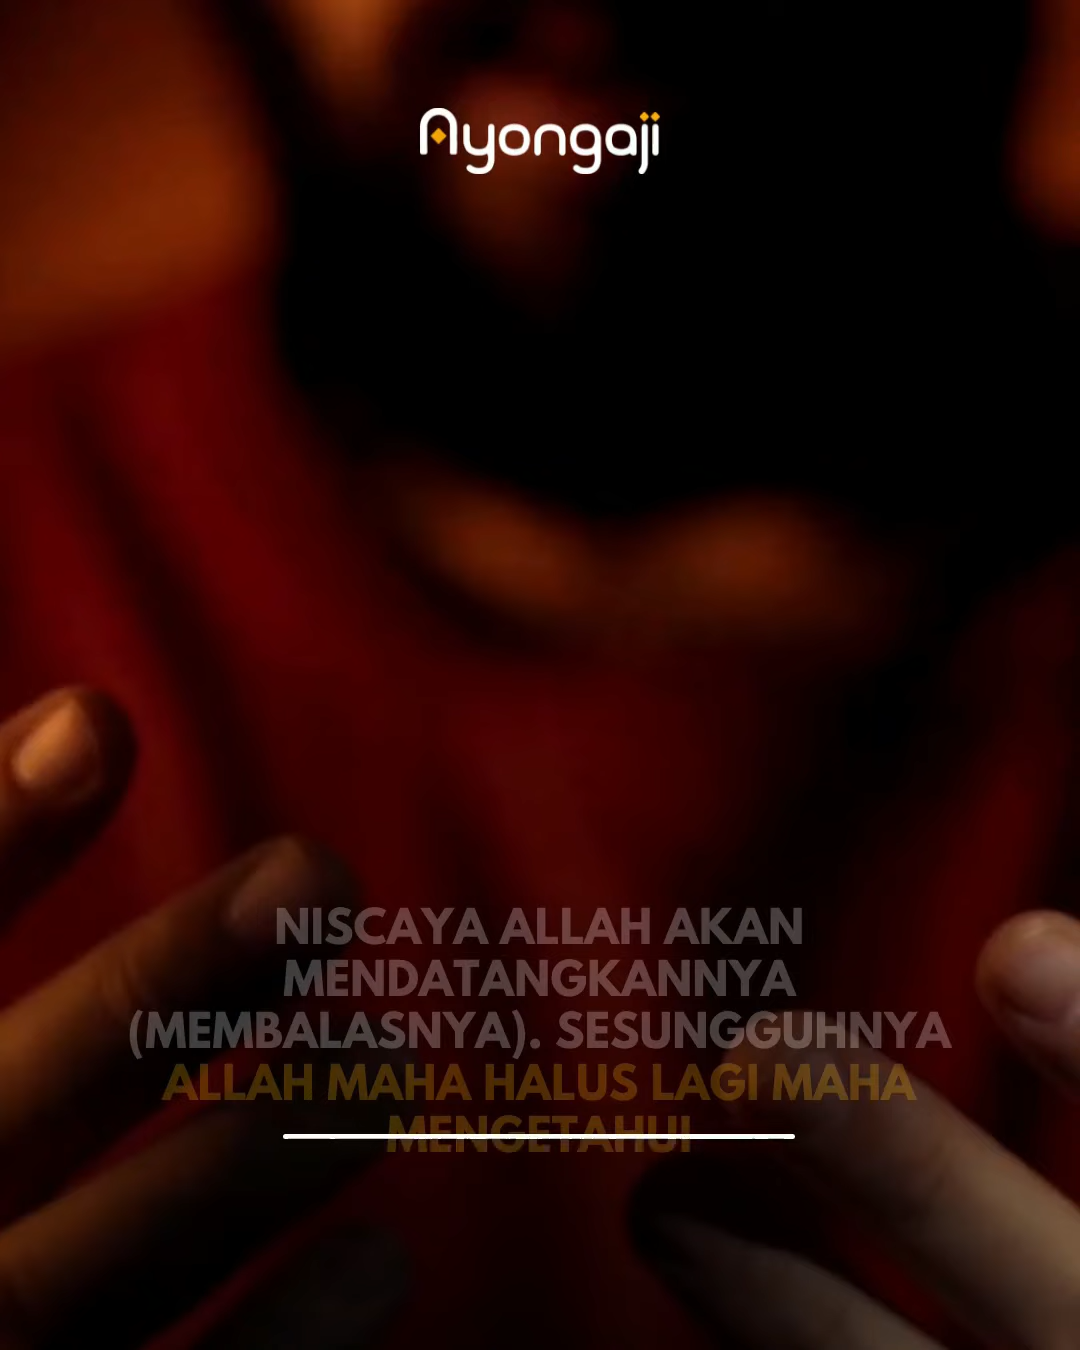 Ayongaji
NISCAYA ALLAH AKAN
MENDATANGKANNYA
(MEMBALASNYA). SESUNGGUHNYA
ALLAH MAHA HALUS LAGI MAHA
MENGETAHUI